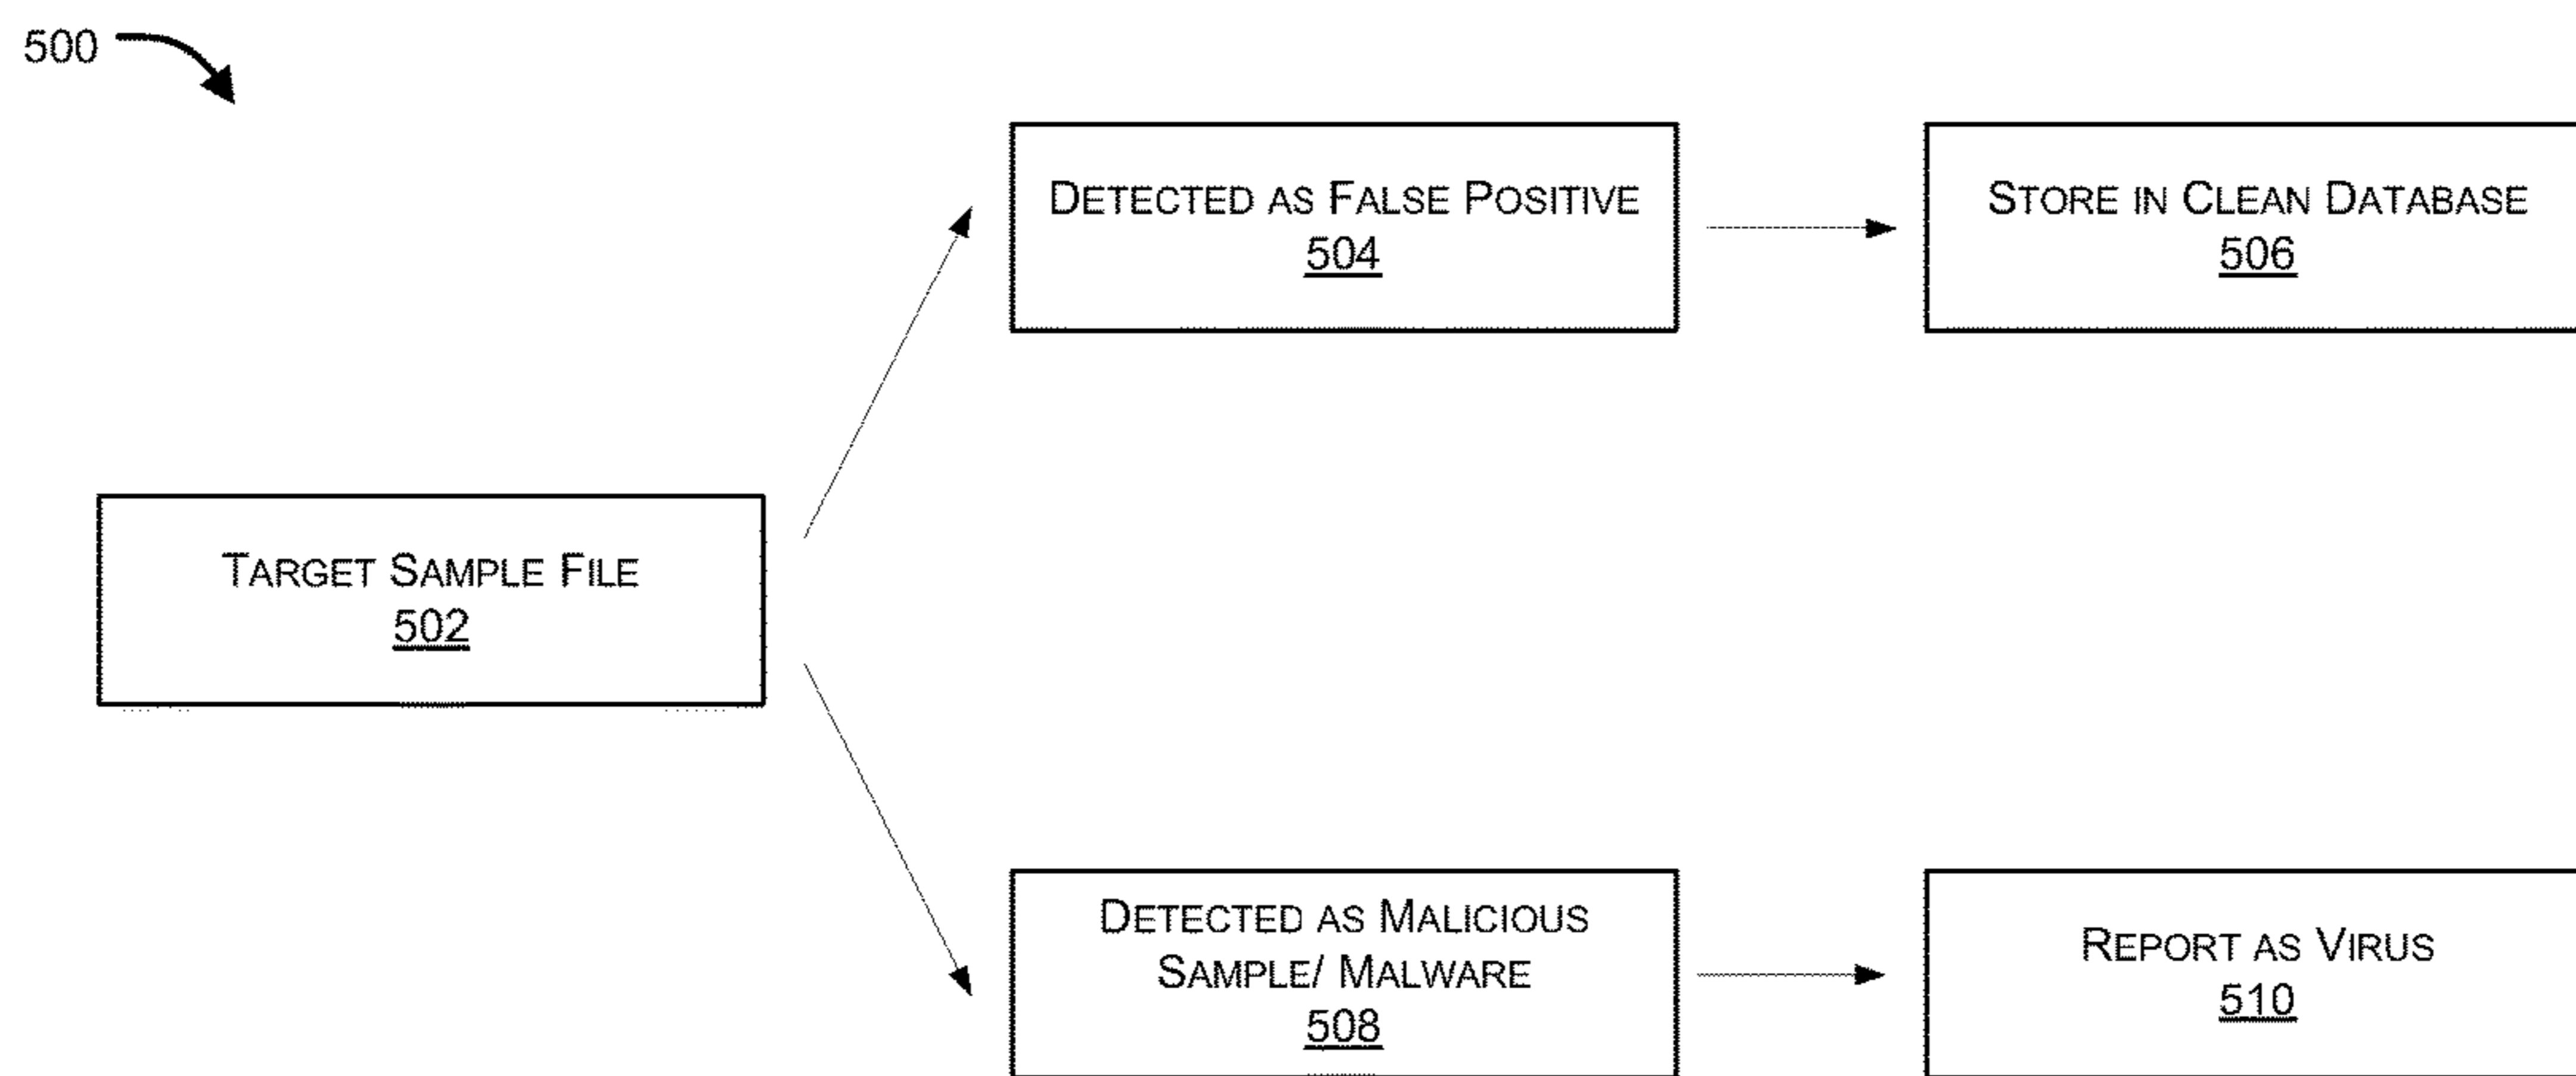 500
DETECTED AS FALSE POSITIVE
504
STORE IN CLEAN DATABASE
506
TARGET SAMPLE FILE
502
DETECTED AS MALICIOUS
SAMPLE/ MALWARE
508
REPORT AS VIRUS
510